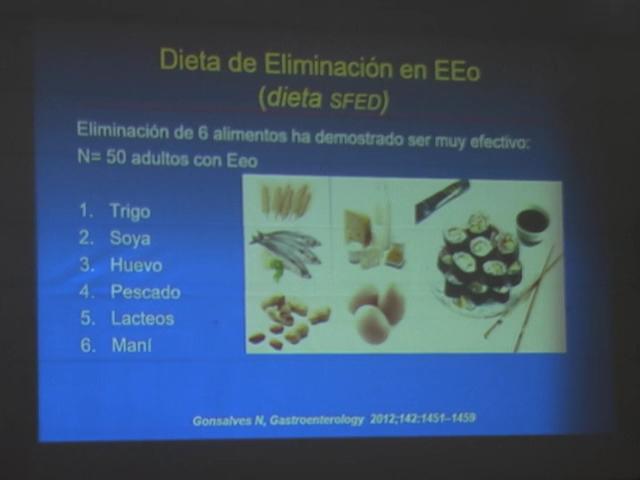 Dieta de Eliminación en EEo
(dieta SFED)
Eliminación de 6 alimentos ha demostrado ser muy efectivo:
N= 50 adultos con Eeo
1. Trigo
2. Soya
3. Huevo
4. Pescado
5. Lacteos
6. Maní
Gonsalves N, Gastroenterology 2012;142:1451–1459